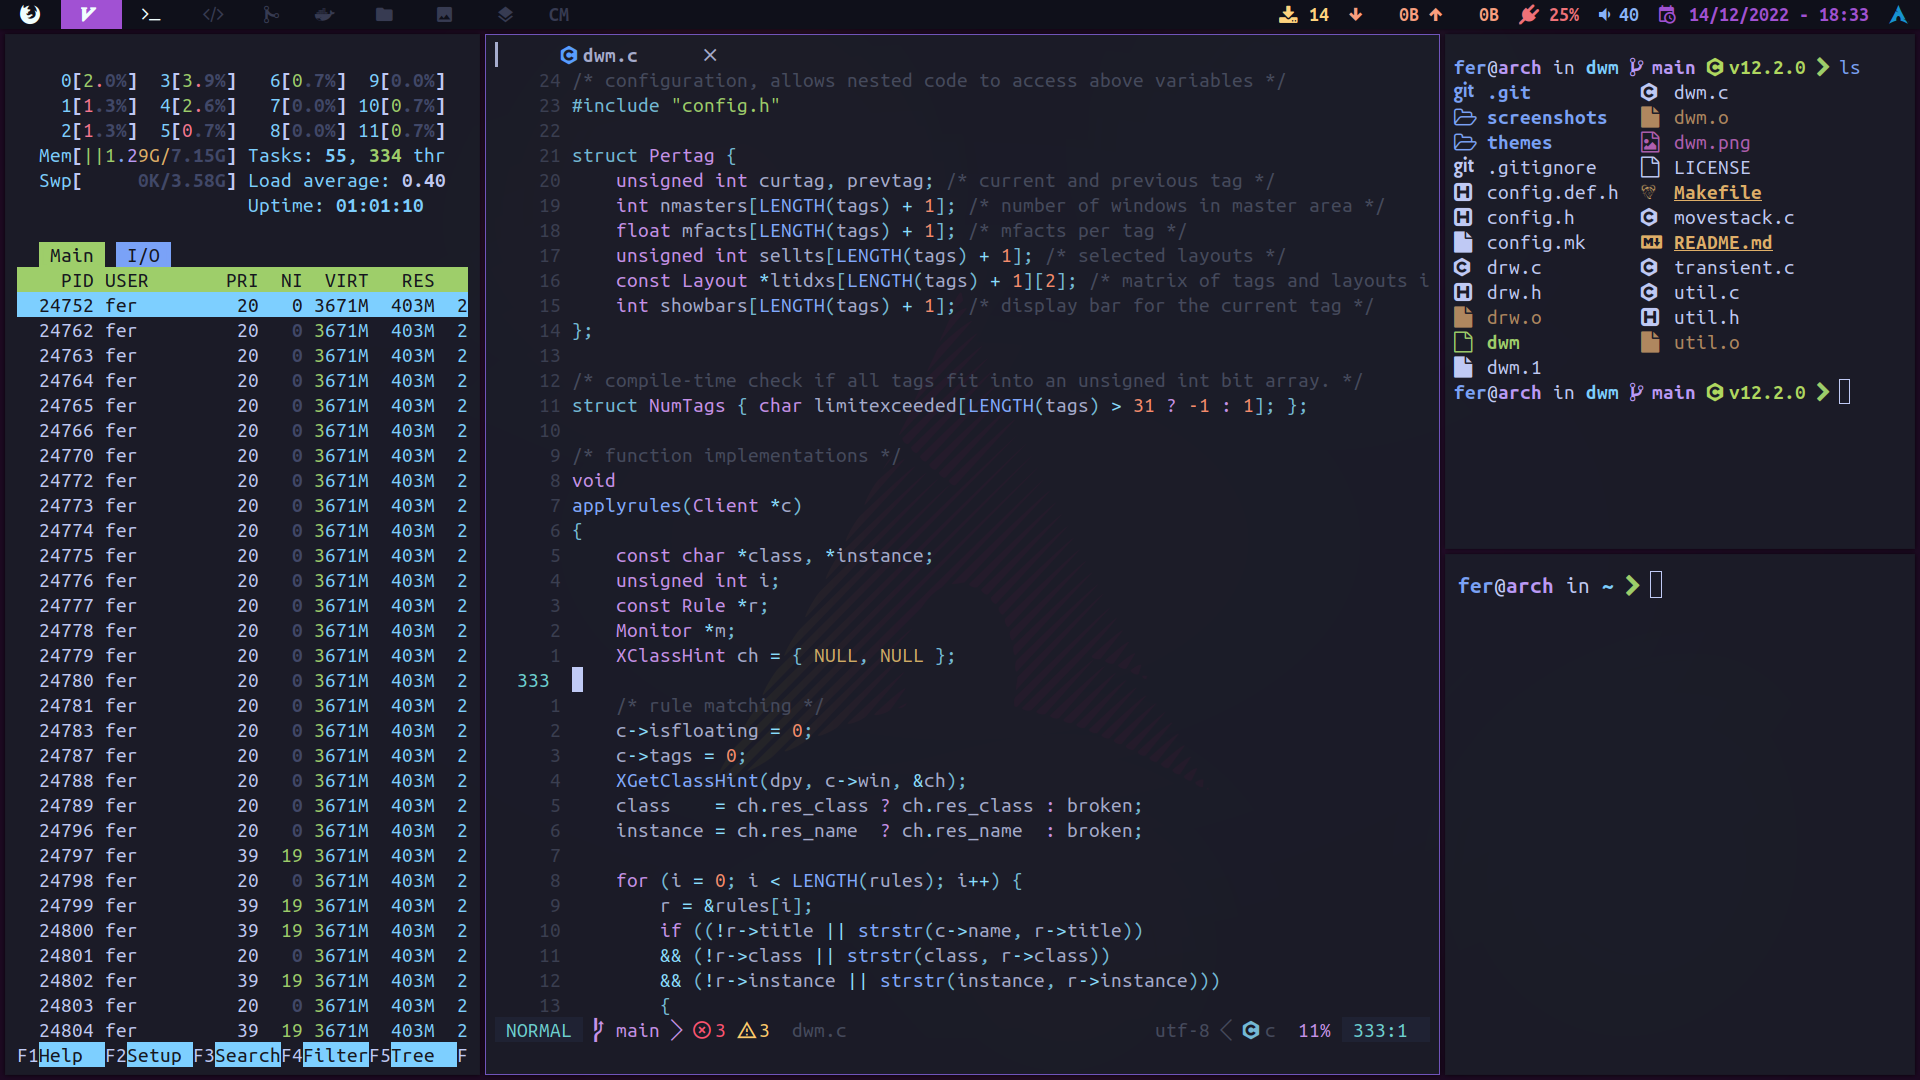 CM 14 0B 0B 25% 40 14/12/2022 - 18:33
0[2.0%] 3[3.9%] 6[0.7%] 9[0.0%]
1[1.3%] 4[2.6%] 7[0.0%] 10[0.7%]
2[1.3%] 5[0.7%] 8[0.0%] 11[0.7%]
Mem[||1.29G/7.15G] Tasks: 55, 334 thr
Swp[ 0K/3.58G] Load average: 0.40
Uptime: 01:01:10
Main I/O
PID USER PRI NI VIRT RES
24752 fer 20 0 3671M 403M 2
24762 fer 20 0 3671M 403M 2
24763 fer 20 0 3671M 403M 2
24764 fer 20 0 3671M 403M 2
24765 fer 20 0 3671M 403M 2
24766 fer 20 0 3671M 403M 2
24770 fer 20 0 3671M 403M 2
24772 fer 20 0 3671M 403M 2
24773 fer 20 0 3671M 403M 2
24774 fer 20 0 3671M 403M 2
24775 fer 20 0 3671M 403M 2
24776 fer 20 0 3671M 403M 2
24777 fer 20 0 3671M 403M 2
24778 fer 20 0 3671M 403M 2
24779 fer 20 0 3671M 403M 2
24780 fer 20 0 3671M 403M 2
24781 fer 20 0 3671M 403M 2
24783 fer 20 0 3671M 403M 2
24787 fer 20 0 3671M 403M 2
24788 fer 20 0 3671M 403M 2
24789 fer 20 0 3671M 403M 2
24796 fer 20 0 3671M 403M 2
24797 fer 39 19 3671M 403M 2
24798 fer 20 0 3671M 403M 2
24799 fer 39 19 3671M 403M 2
24800 fer 39 19 3671M 403M 2
24801 fer 20 0 3671M 403M 2
24802 fer 39 19 3671M 403M 2
24803 fer 20 0 3671M 403M 2
24804 fer 39 19 3671M 403M 2
F1Help F2Setup F3SearchF4FilterF5Tree F
dwm.c ×
24 /* configuration, allows nested code to access above variables */
23 #include "config.h"
22
21 struct Pertag {
20 unsigned int curtag, prevtag; /* current and previous tag */
19 int nmasters[LENGTH(tags) + 1]; /* number of windows in master area */
18 float mfacts[LENGTH(tags) + 1]; /* mfacts per tag */
17 unsigned int sellts[LENGTH(tags) + 1]; /* selected layouts */
16 const Layout *ltidxs[LENGTH(tags) + 1][2]; /* matrix of tags and layouts i
15 int showbars[LENGTH(tags) + 1]; /* display bar for the current tag */
14 };
13
12 /* compile-time check if all tags fit into an unsigned int bit array. */
11 struct NumTags { char limitexceeded[LENGTH(tags) > 31 ? -1 : 1]; };
10
9 /* function implementations */
8 void
7 applyrules(Client *c)
6 {
5 const char *class, *instance;
4 unsigned int i;
3 const Rule *r;
2 Monitor *m;
1 XClassHint ch = { NULL, NULL };
333
1 /* rule matching */
2 c->isfloating = 0;
3 c->tags = 0;
4 XGetClassHint(dpy, c->win, &ch);
5 class = ch.res_class ? ch.res_class : broken;
6 instance = ch.res_name ? ch.res_name : broken;
7
8 for (i = 0; i < LENGTH(rules); i++) {
9 r = &rules[i];
10 if ((!r->title || strstr(c->name, r->title))
11 && (!r->class || strstr(class, r->class))
12 && (!r->instance || strstr(instance, r->instance)))
13 {
NORMAL main 3 3 dwm.c utf-8 c 11% 333:1
fer@arch in dwm main v12.2.0 ls
.git dwm.c
screenshots dwm.o
themes dwm.png
.gitignore LICENSE
config.def.h Makefile
config.h movestack.c
config.mk README.md
drw.c transient.c
drw.h util.c
drw.o util.h
dwm util.o
dwm.1
fer@arch in dwm main v12.2.0
fer@arch in ~